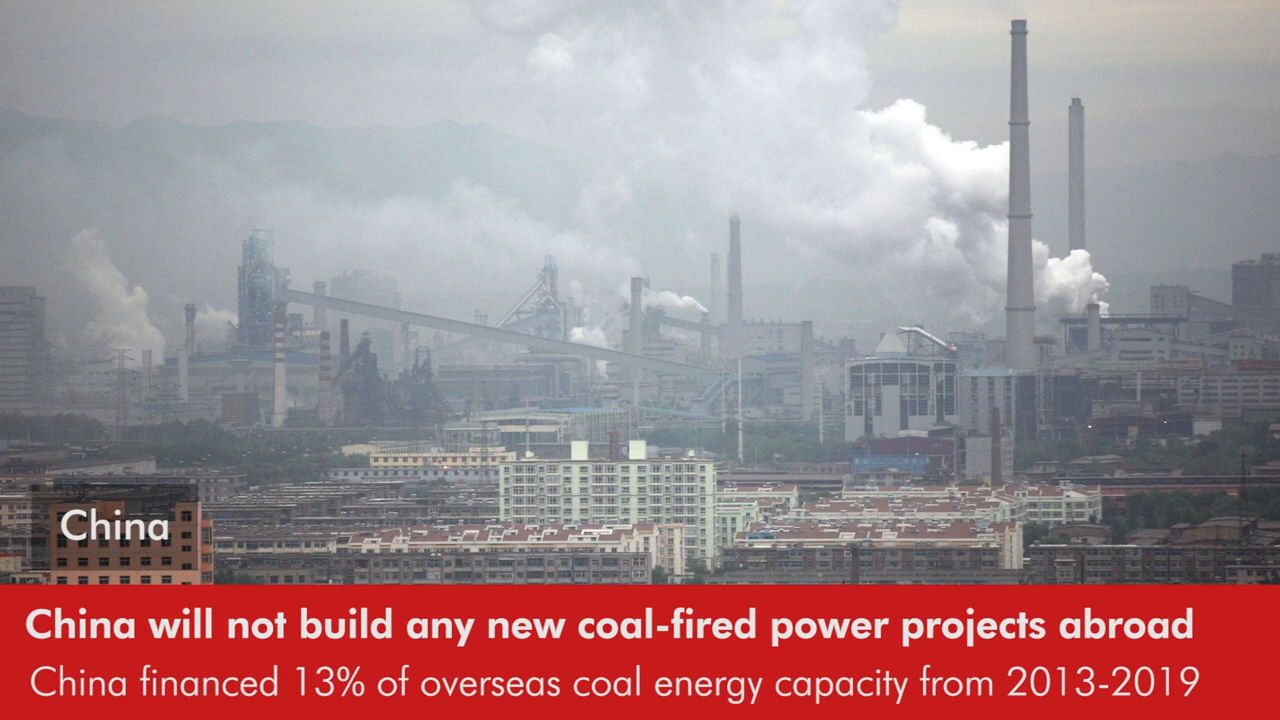 China
China will not build any new coal-fired power projects abroad
China financed 13% of overseas coal energy capacity from 2013-2019